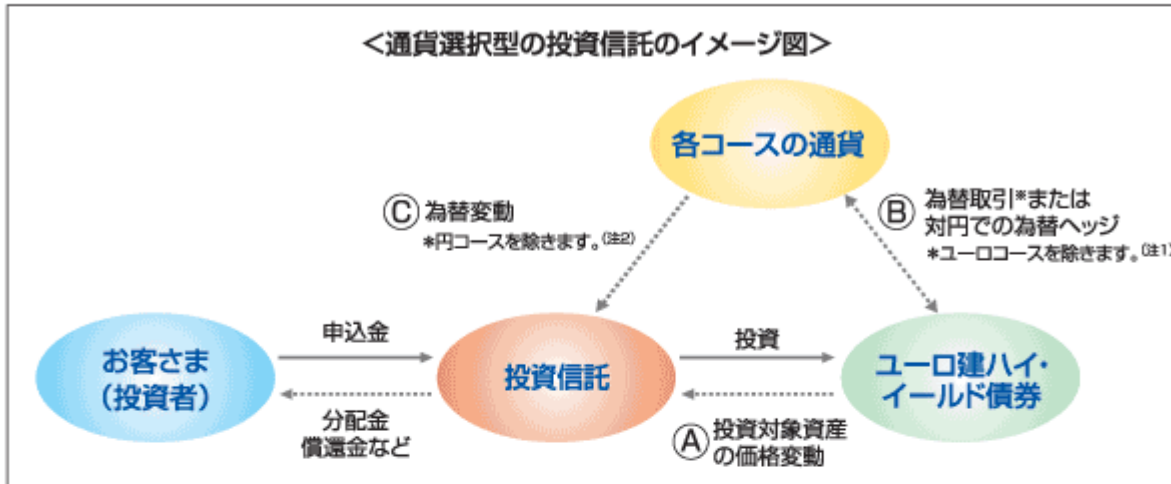 ＜通貨選択型の投資信託のイメージ図＞
各コースの通貨
Ⓒ 為替変動
＊円コースを除きます。(注2)
Ⓑ 為替取引＊または
対円での為替ヘッジ
＊ユーロコースを除きます。(注1)
お客さま
（投資者）
申込金
分配金
償還金など
投資信託
投資
Ⓐ 投資対象資産
の価格変動
ユーロ建ハイ・
イールド債券